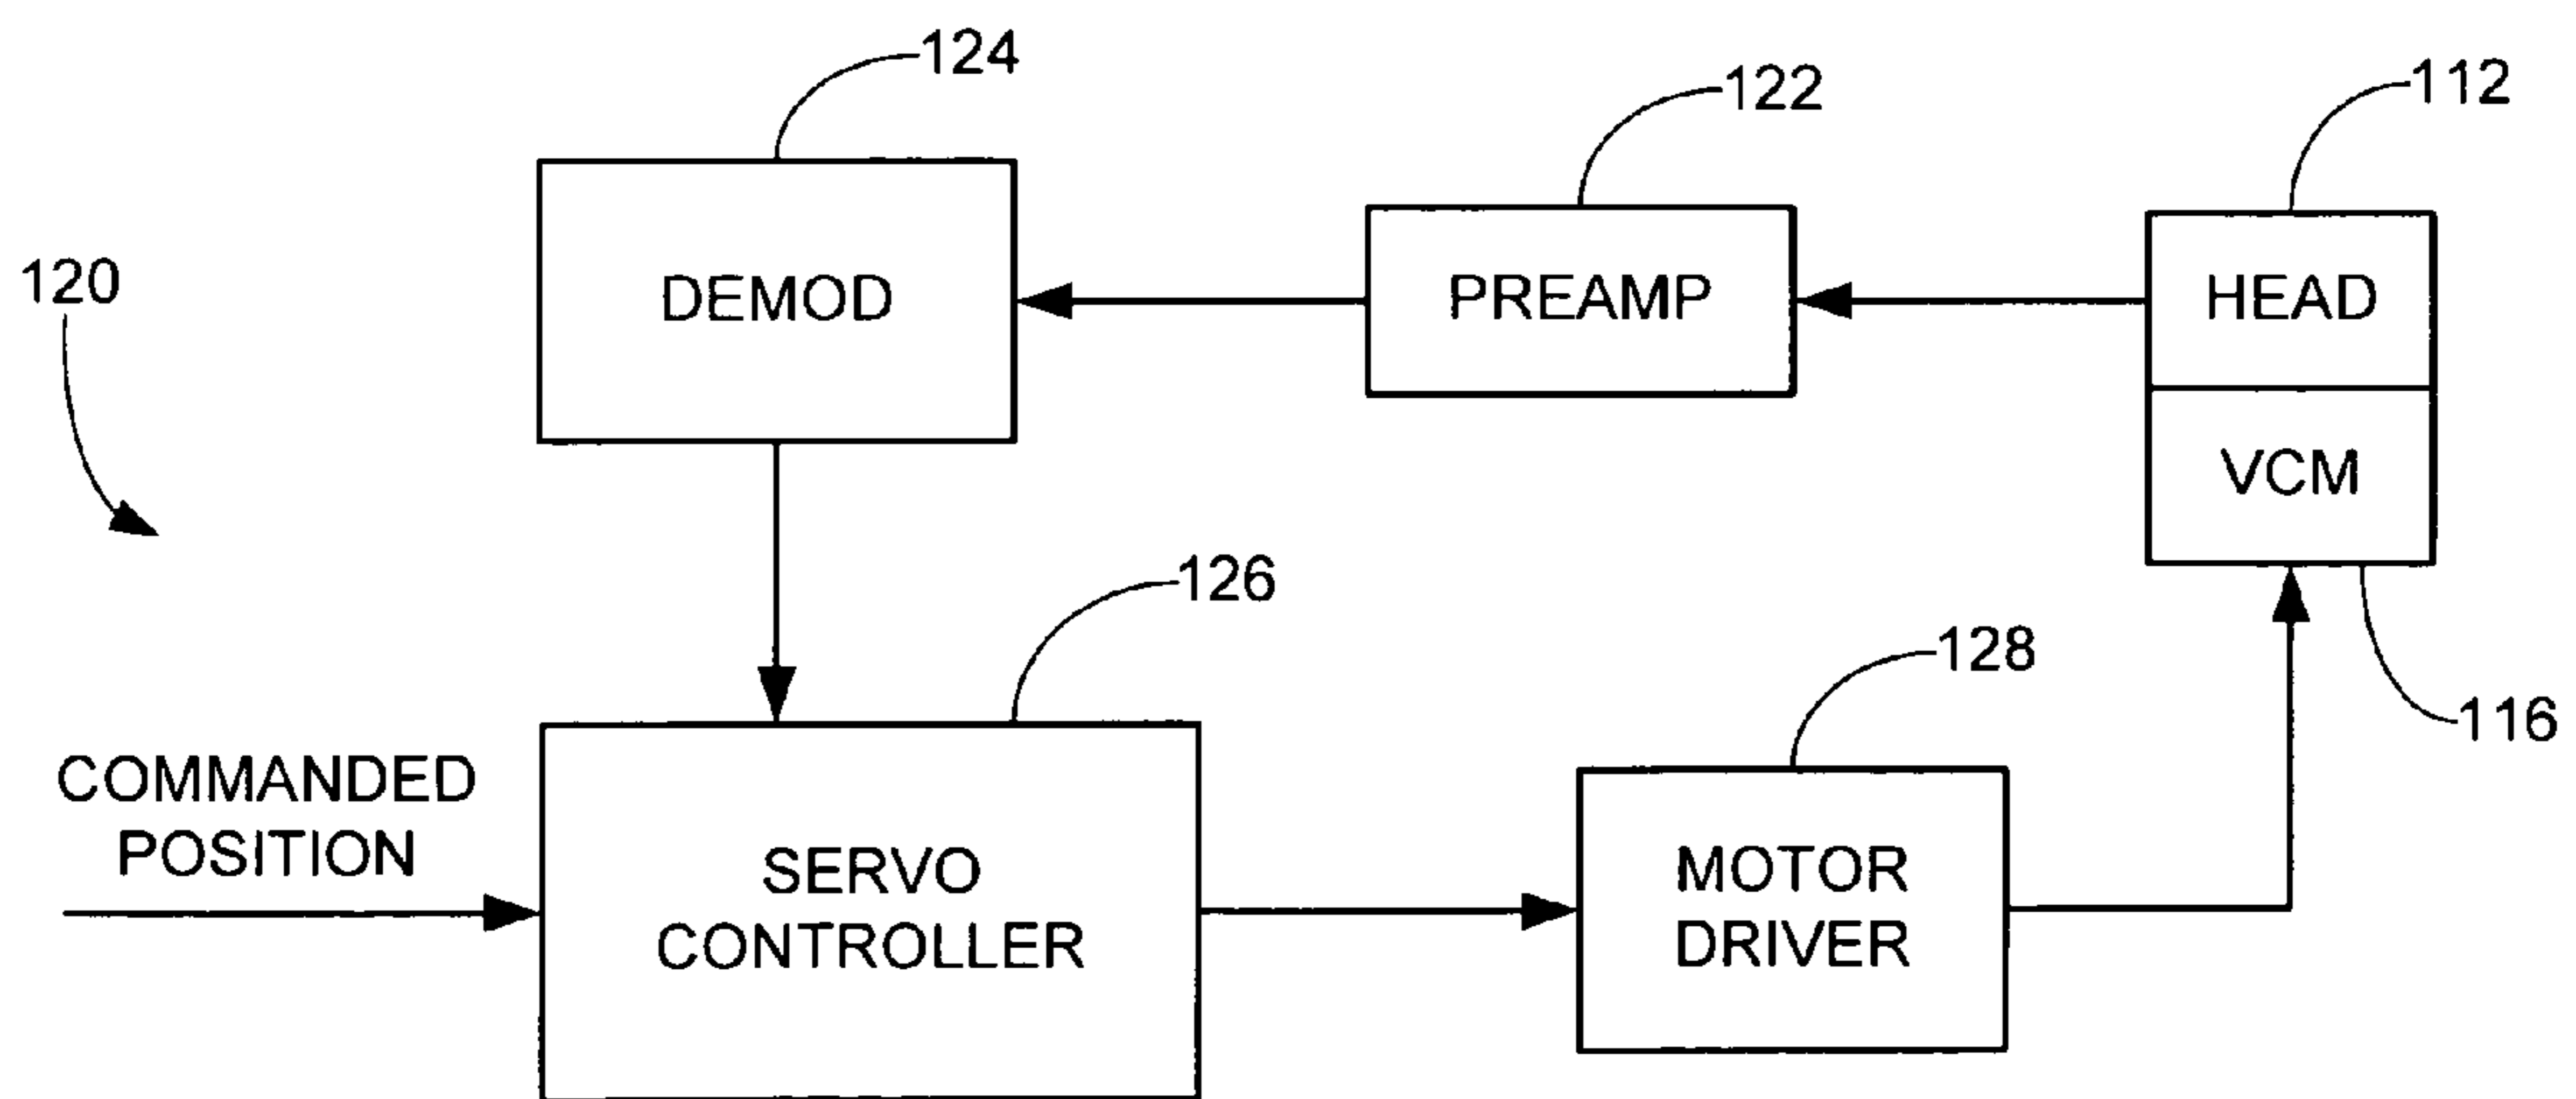 124
122
112
120
DEMOD
PREAMP
HEAD
VCM
126
128
116
COMMANDED
POSITION
SERVO
CONTROLLER
MOTOR
DRIVER